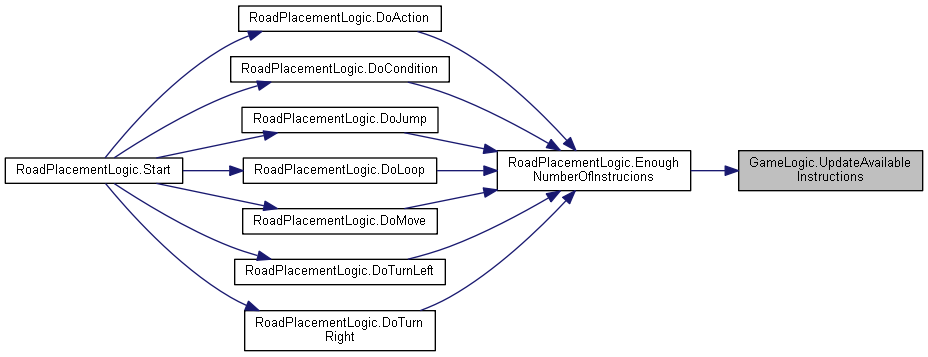 RoadPlacementLogic.Start
RoadPlacementLogic.DoAction
RoadPlacementLogic.DoCondition
RoadPlacementLogic.DoJump
RoadPlacementLogic.DoLoop
RoadPlacementLogic.DoMove
RoadPlacementLogic.DoTurnLeft
RoadPlacementLogic.DoTurn
Right
RoadPlacementLogic.Enough
NumberOfInstrucions
GameLogic.UpdateAvailable
Instructions